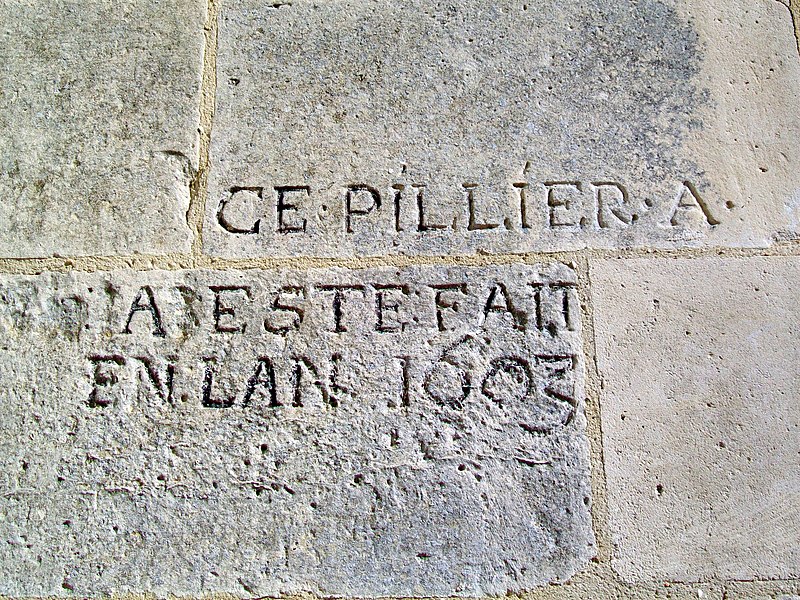 CE·PILLIER·A·
A ESTE FAIT
EN LAN 1603